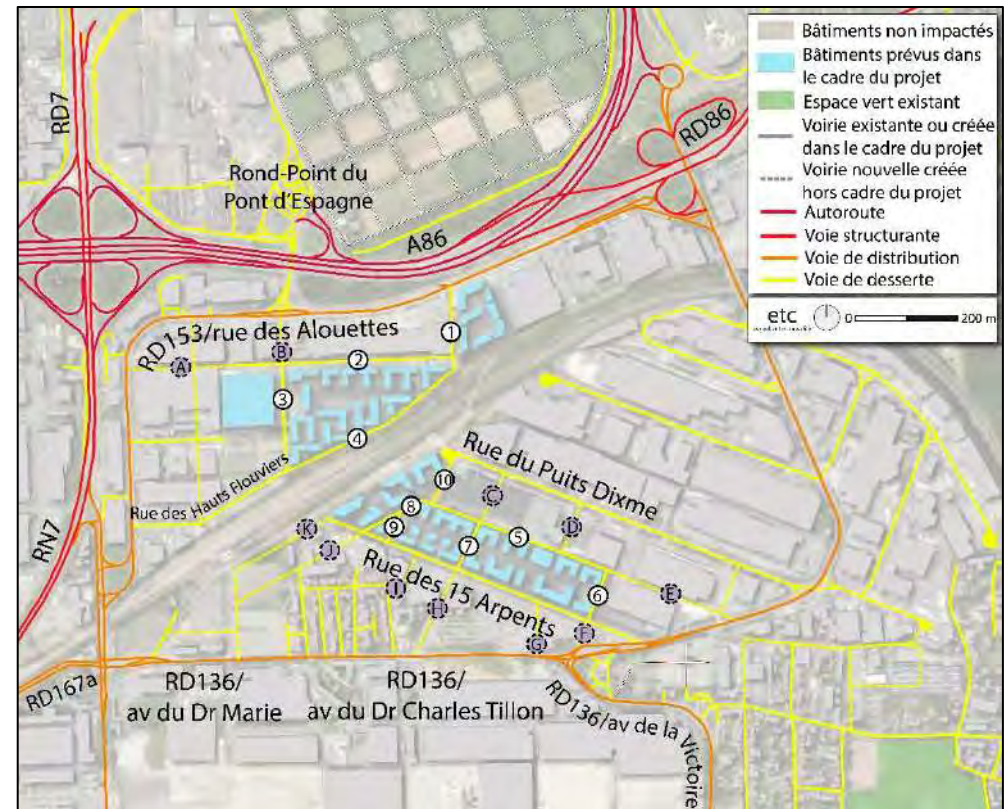 Bâtiments non impactés
Bâtiments prévus dans
le cadre du projet
Espace vert existant
Voirie existante ou créée
dans le cadre du projet
Voirie nouvelle créée
hors cadre du projet
Autoroute
Voie structurante
Voie de distribution
Voie de desserte
etc
0
200 m
RD7
RD86
Rond-Point du
Pont d'Espagne
A86
RD153/rue des Alouettes
1
B
A
2
3
4
Rue des Hauts Flouviers
Rue du Puits Dixme
10
C
8
K
9
D
5
J
7
RN7
Rue des 15 Arpents
I
H
6
E
F
G
RD167a
RD136/
av du Dr Marie
RD136/
av du Dr Charles Tillon
RD136/av de la Victoire